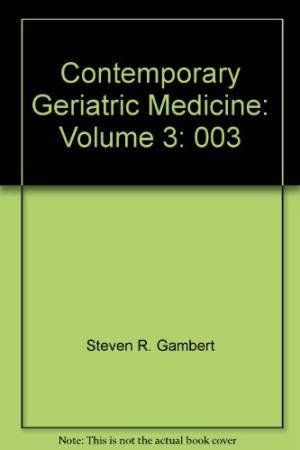 Contemporary
Geriatric Medicine:
Volume 3: 003
Steven R. Gambert
Note: This is not the actual book cover